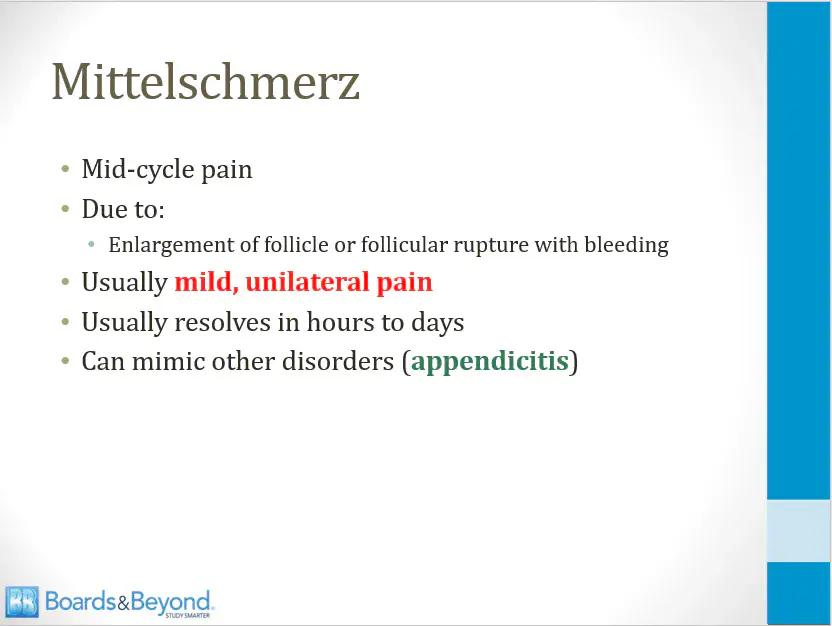 Mittelschmerz
• Mid-cycle pain
• Due to:
• Enlargement of follicle or follicular rupture with bleeding
• Usually mild, unilateral pain
• Usually resolves in hours to days
• Can mimic other disorders (appendicitis)
BB Boards&Beyond.
STUDY SMARTER